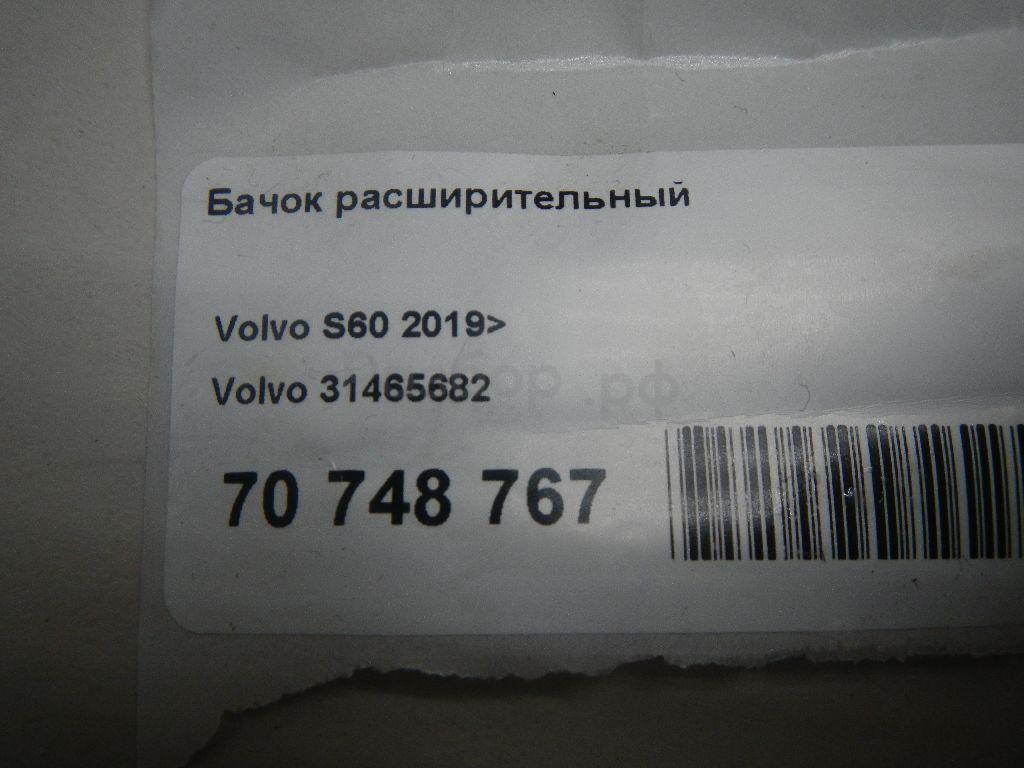 Бачок расширительный
Volvo S60 2019>
Volvo 31465682
70 748 767